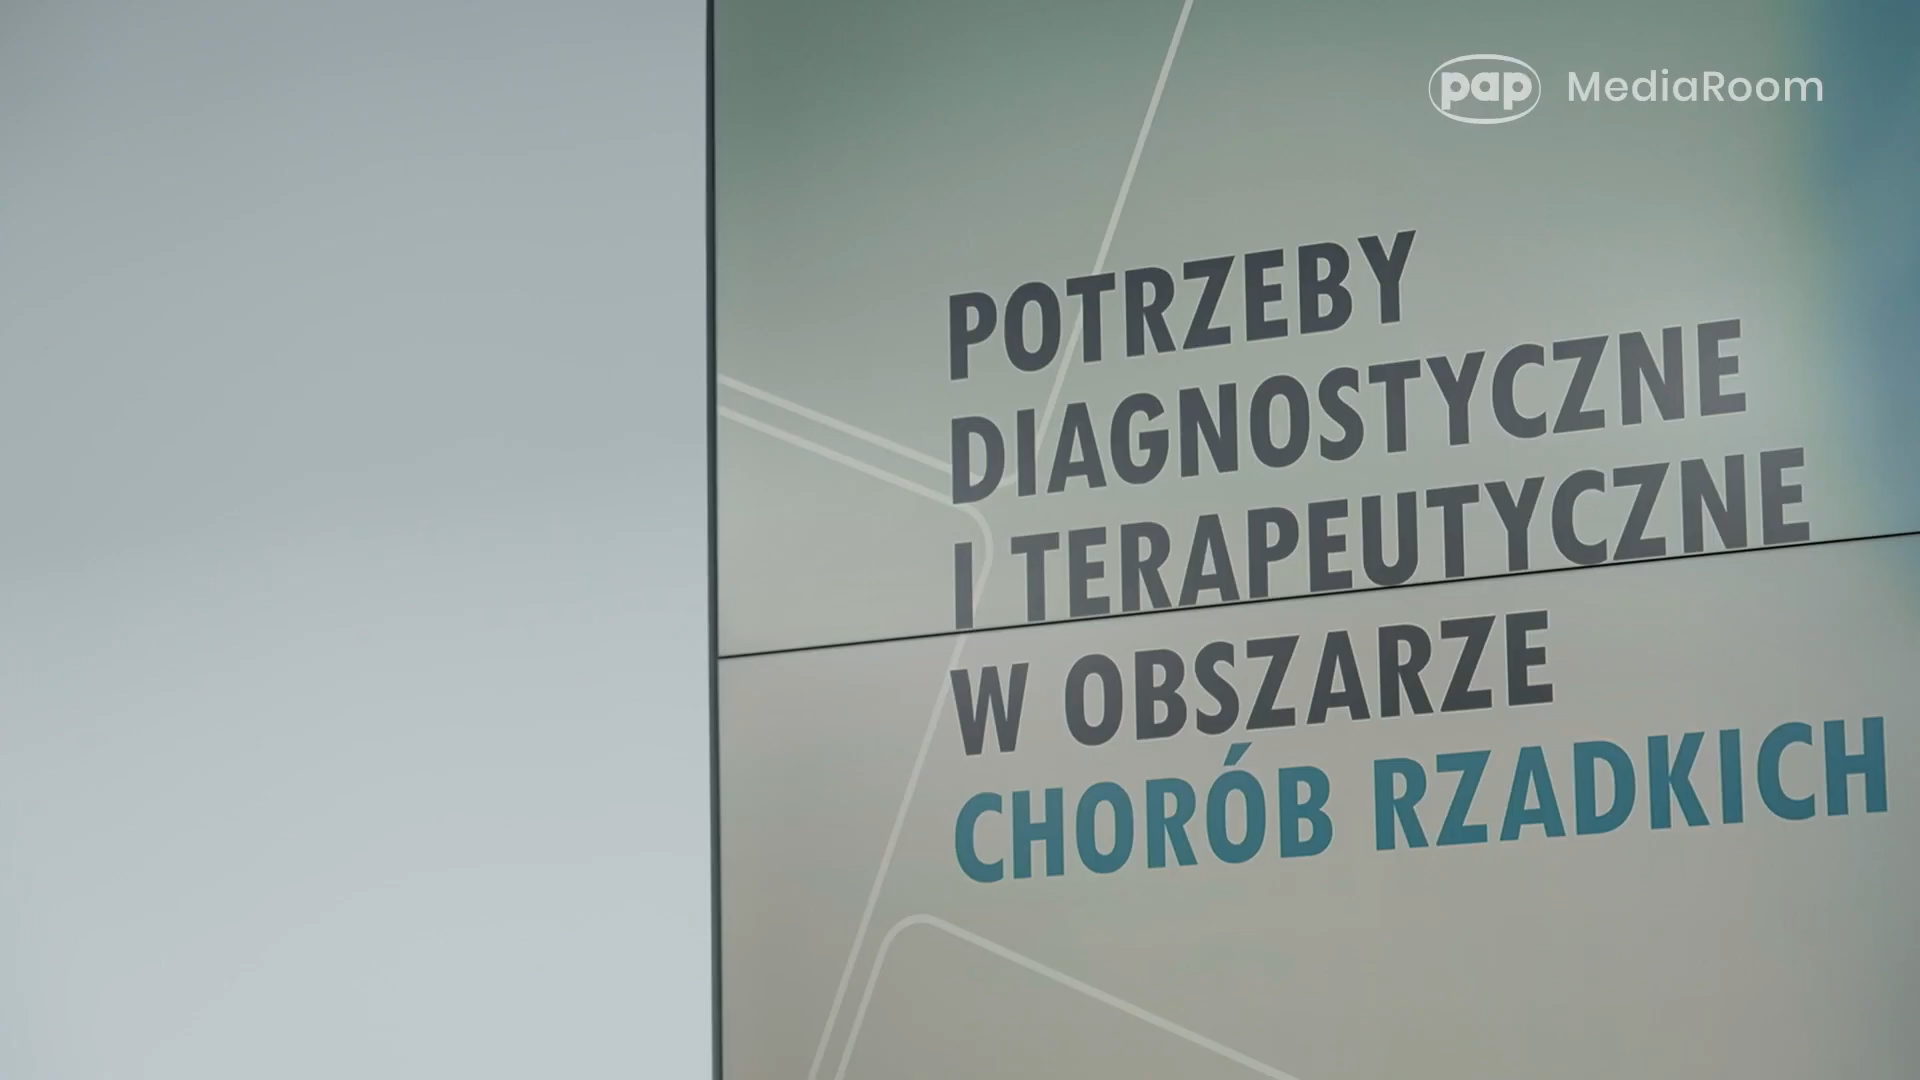 pap MediaRoom
POTRZEBY
DIAGNOSTYCZNE
I TERAPEUTYCZNE
W OBSZARZE
CHORÓB RZADKICH